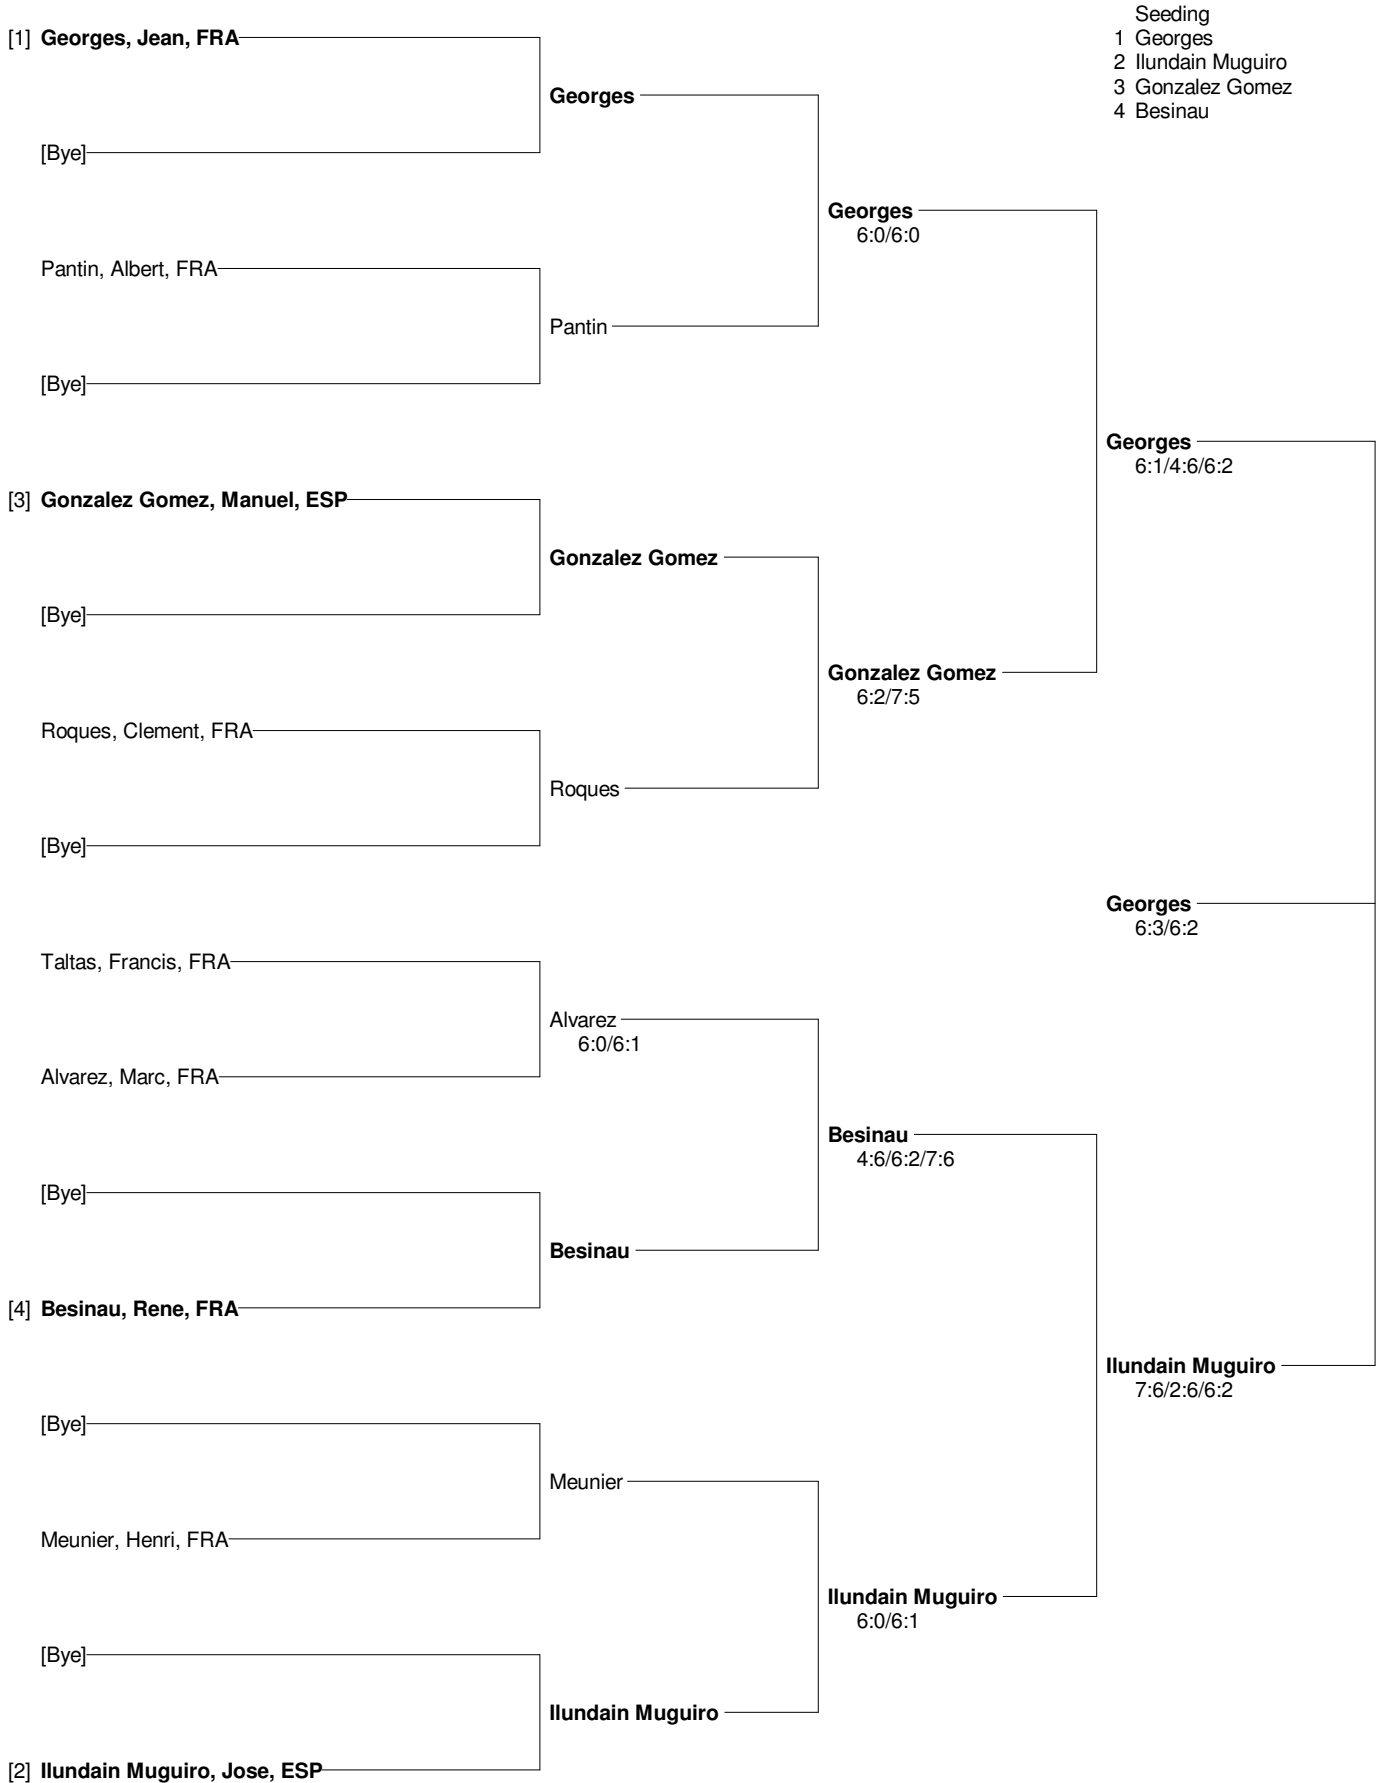 Seeding
1 Georges
2 Ilundain Muguiro
3 Gonzalez Gomez
4 Besinau
[1] Georges, Jean, FRA
Georges
[Bye]
Georges
6:0/6:0
Pantin, Albert, FRA
Pantin
[Bye]
Georges
6:1/4:6/6:2
[3] Gonzalez Gomez, Manuel, ESP
Gonzalez Gomez
[Bye]
Gonzalez Gomez
6:2/7:5
Roques, Clement, FRA
Roques
[Bye]
Georges
6:3/6:2
Taltas, Francis, FRA
Alvarez
6:0/6:1
Alvarez, Marc, FRA
Besinau
4:6/6:2/7:6
[Bye]
Besinau
[4] Besinau, Rene, FRA
Ilundain Muguiro
7:6/2:6/6:2
[Bye]
Meunier
Meunier, Henri, FRA
Ilundain Muguiro
6:0/6:1
[Bye]
Ilundain Muguiro
[2] Ilundain Muguiro, Jose, ESP